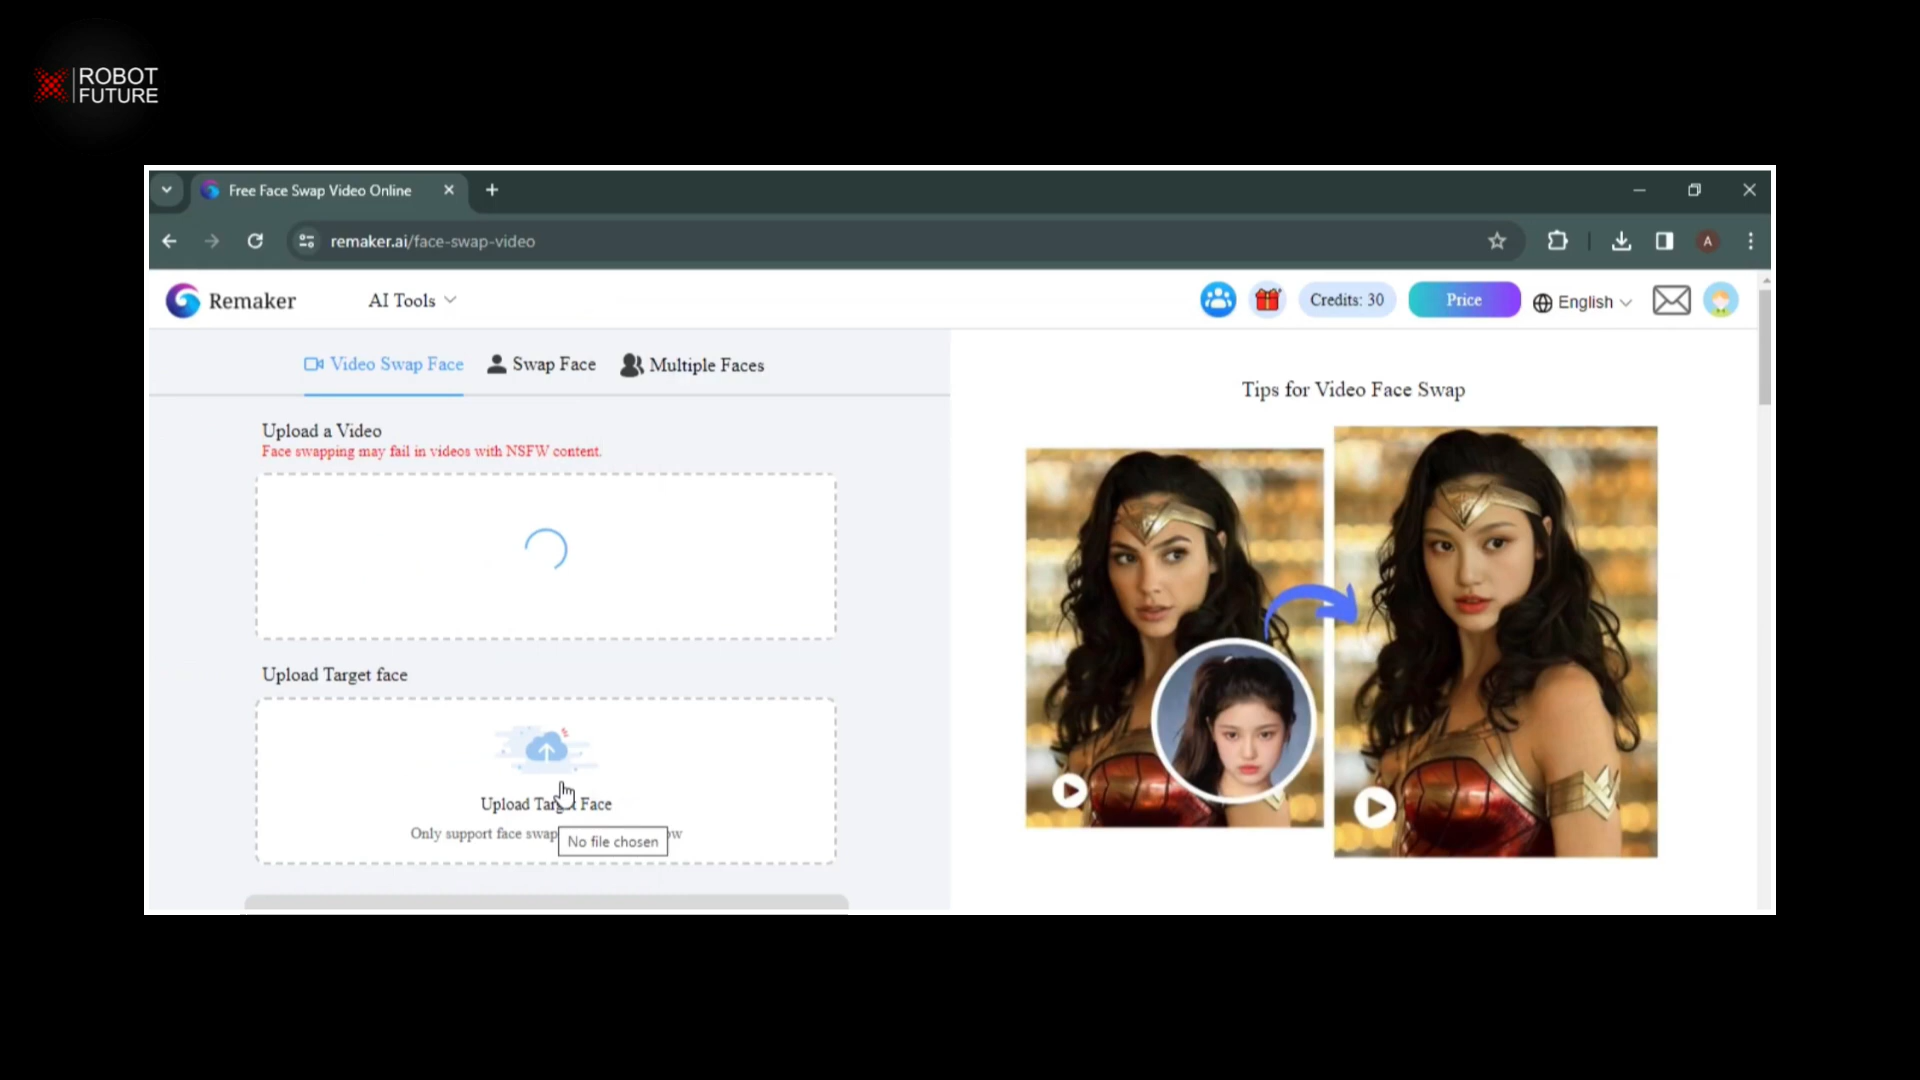 ROBOT
FUTURE
Free Face Swap Video Online
remaker.ai/face-swap-video
A
Remaker
AI Tools
Credits: 30
Price
English
Video Swap Face
Swap Face
Multiple Faces
Upload a Video
Face swapping may fail in videos with NSFW content.
Upload Target face
Upload Target Face
Only support face swap
No file chosen
Tips for Video Face Swap